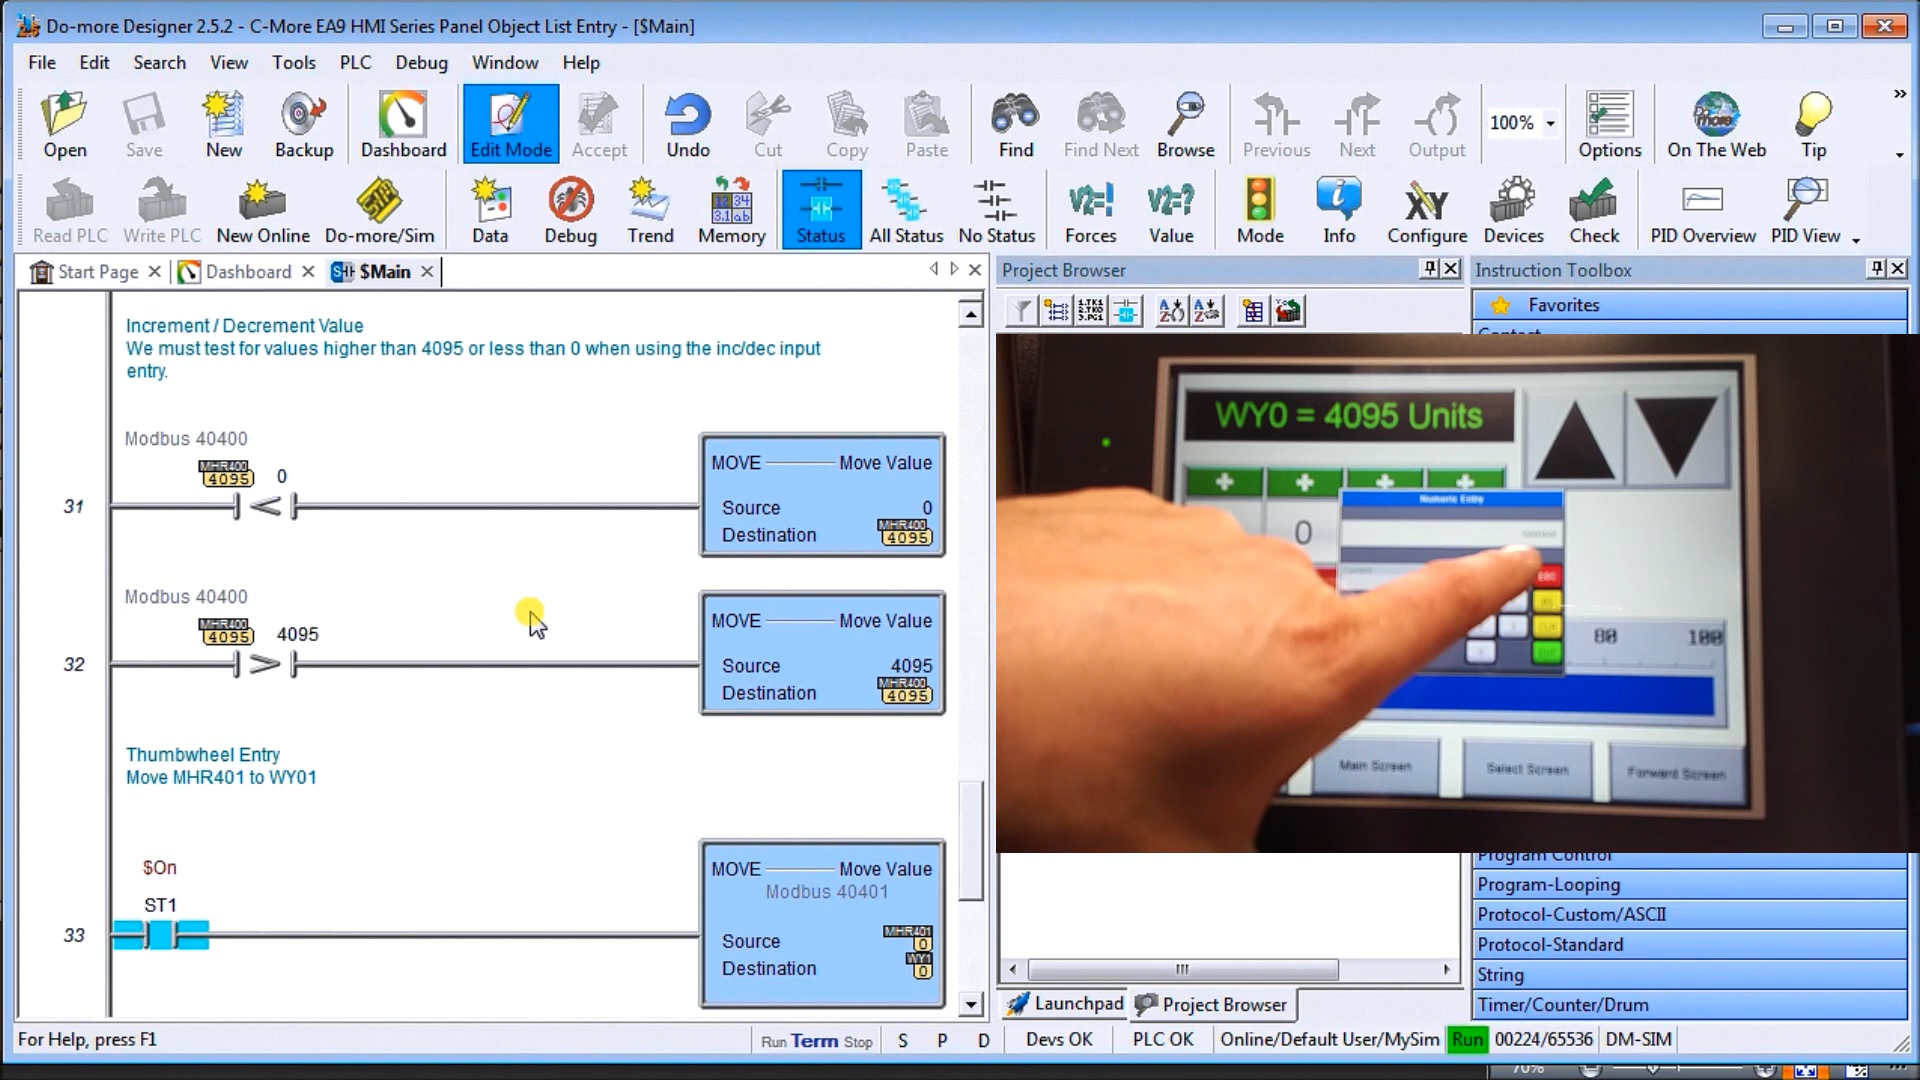 Do-more Designer 2.5.2 - C-More EA9 HMI Series Panel Object List Entry - [$Main]
File Edit Search View Tools PLC Debug Window Help
Open Save New Backup Dashboard Edit Mode Accept Undo Cut Copy Paste Find Find Next Browse Previous Next Output 100% Options On The Web Tip
Read PLC Write PLC New Online Do-more/Sim Data Debug Trend Memory Status All Status No Status Forces Value Mode Info Configure Devices Check PID Overview PID View
Start Page Dashboard $Main
Project Browser
Instruction Toolbox
Favorites
Increment / Decrement Value
We must test for values higher than 4095 or less than 0 when using the inc/dec input
entry.
Modbus 40400
MHR400
4095
0
31
MOVE Move Value
Source 0
Destination MHR400
4095
Modbus 40400
MHR400
4095
4095
32
MOVE Move Value
Source 4095
Destination MHR400
4095
Thumbwheel Entry
Move MHR401 to WY01
$On
ST1
33
MOVE Move Value
Modbus 40401
Source MHR401
0
Destination WY1
0
WY0 = 4095 Units
0
Numeric Entry
80 100
Main Screen
Select Screen
Forward Screen
Program Control
Program-Looping
Protocol-Custom/ASCII
Protocol-Standard
String
Timer/Counter/Drum
Launchpad Project Browser
For Help, press F1
Run Term Stop S P D Devs OK PLC OK Online/Default User/MySim Run 00224/65536 DM-SIM
70%